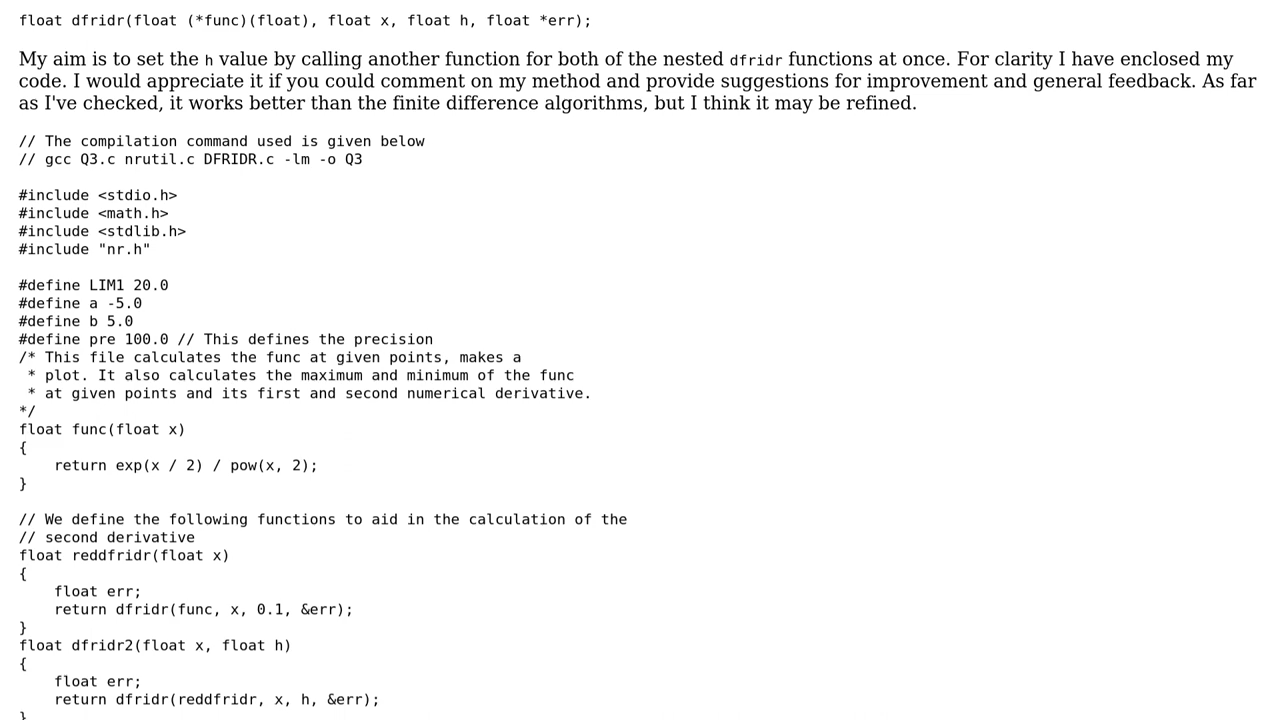 float dfridr(float (*func)(float), float x, float h, float *err);
My aim is to set the h value by calling another function for both of the nested dfridr functions at once. For clarity I have enclosed my
code. I would appreciate it if you could comment on my method and provide suggestions for improvement and general feedback. As far
as I've checked, it works better than the finite difference algorithms, but I think it may be refined.
// The compilation command used is given below
// gcc Q3.c nrutil.c DFRIDR.c -lm -o Q3
#include <stdio.h>
#include <math.h>
#include <stdlib.h>
#include "nr.h"
#define LIM1 20.0
#define a -5.0
#define b 5.0
#define pre 100.0 // This defines the precision
/* This file calculates the func at given points, makes a
 * plot. It also calculates the maximum and minimum of the func
 * at given points and its first and second numerical derivative.
*/
float func(float x)
{
    return exp(x / 2) / pow(x, 2);
}
// We define the following functions to aid in the calculation of the
// second derivative
float reddfridr(float x)
{
    float err;
    return dfridr(func, x, 0.1, &err);
}
float dfridr2(float x, float h)
{
    float err;
    return dfridr(reddfridr, x, h, &err);
}